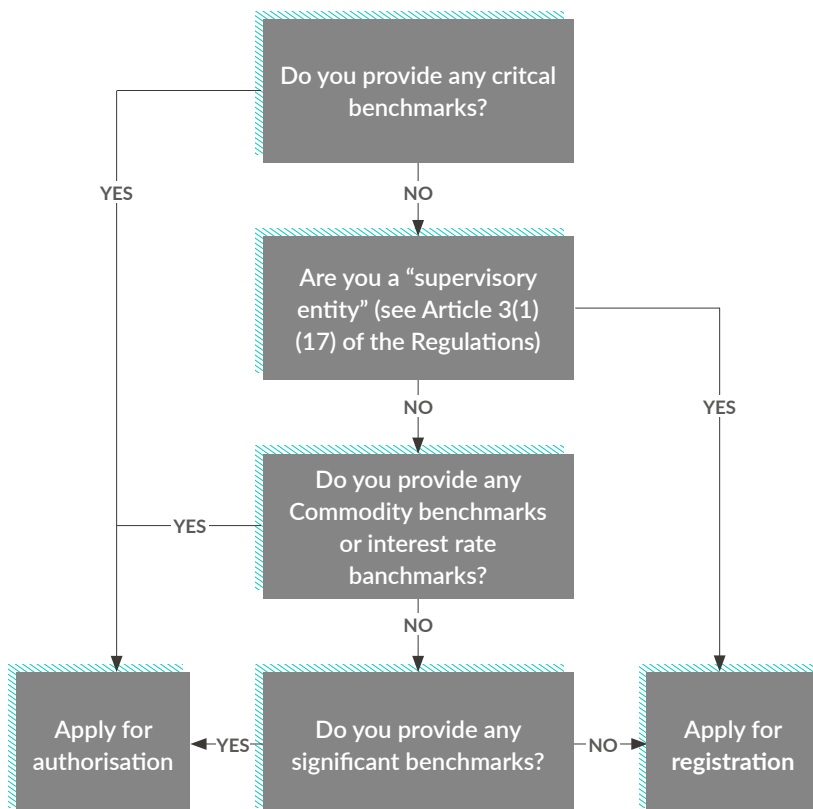 Do you provide any critcal
benchmarks?
YES
NO
Are you a “supervisory
entity” (see Article 3(1)
(17) of the Regulations)
NO
YES
Do you provide any
Commodity benchmarks
or interest rate
banchmarks?
YES
NO
Apply for
authorisation
YES
Do you provide any
significant benchmarks?
NO
Apply for
registration